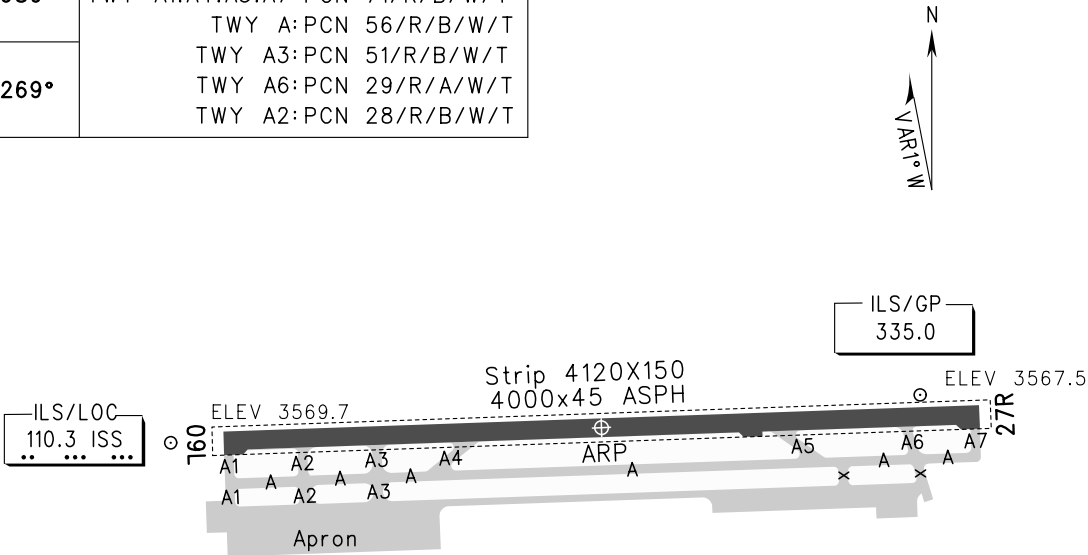 TWY A:PCN 56/R/B/W/T
TWY A3:PCN 51/R/B/W/T
269°
TWY A6:PCN 29/R/A/W/T
TWY A2:PCN 28/R/B/W/T
N
VAR1° W
ILS/GP
335.0
Strip 4120X150
4000x45 ASPH
ELEV 3567.5
ILS/LOC
110.3 ISS
ELEV 3569.7
09L
27R
ARP
A1
A2
A3
A4
A5
A6
A7
A
A
A
A
A
A
A1
A2
A3
x
x
Apron